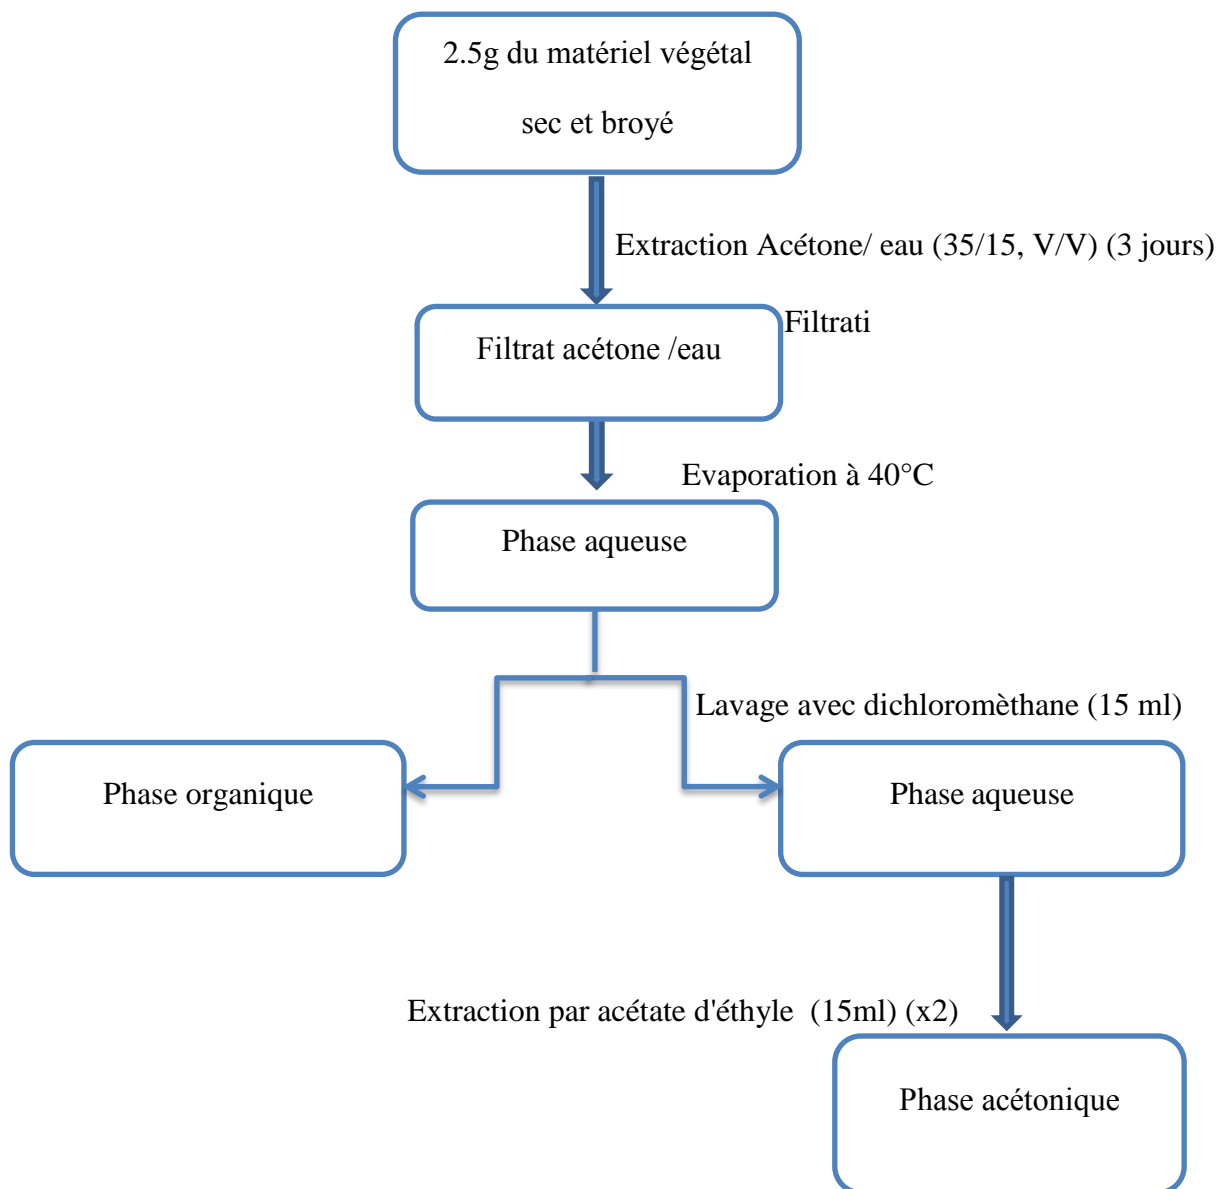 2.5g du matériel végétal
sec et broyé
Extraction Acétone/ eau (35/15, V/V) (3 jours)
Filtrati
Filtrat acétone /eau
Evaporation à 40°C
Phase aqueuse
Lavage avec dichloromèthane (15 ml)
Phase organique
Phase aqueuse
Extraction par acétate d'éthyle (15ml) (x2)
Phase acétonique